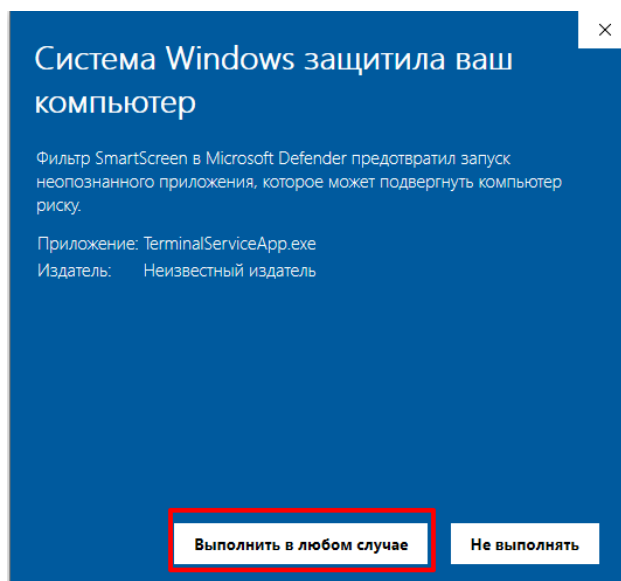 Система Windows защитила ваш
компьютер
Фильтр SmartScreen в Microsoft Defender предотвратил запуск
неопознанного приложения, которое может подвергнуть компьютер
риску.
Приложение: TerminalServiceApp.exe
Издатель: Неизвестный издатель
Выполнить в любом случае Не выполнять